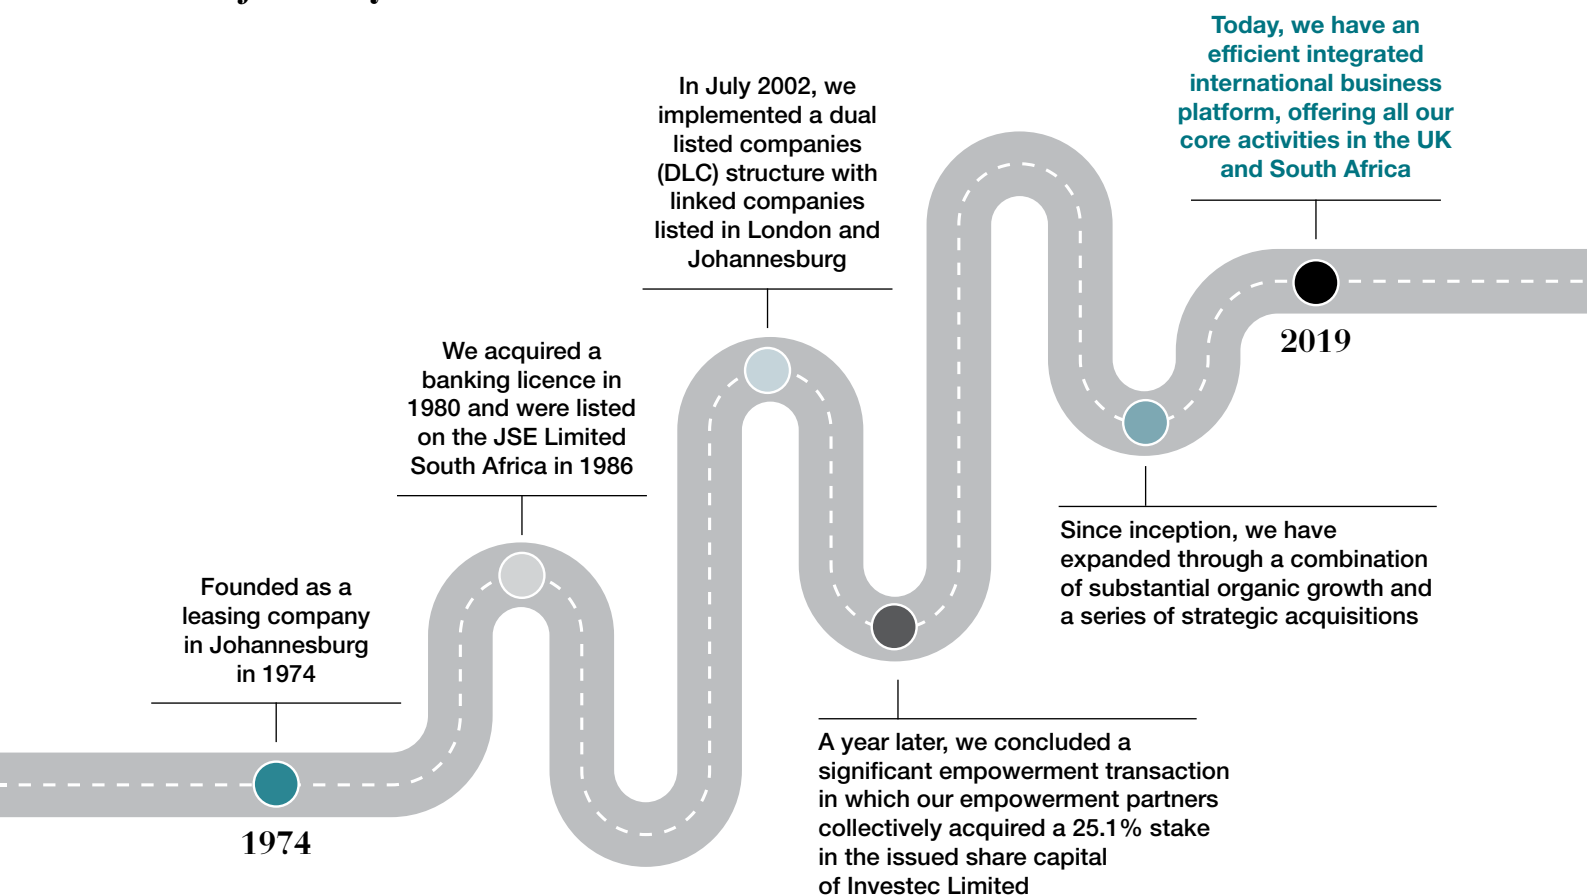 Founded as a
leasing company
in Johannesburg
in 1974
1974
We acquired a
banking licence in
1980 and were listed
on the JSE Limited
South Africa in 1986
In July 2002, we
implemented a dual
listed companies
(DLC) structure with
linked companies
listed in London and
Johannesburg
A year later, we concluded a
significant empowerment transaction
in which our empowerment partners
collectively acquired a 25.1% stake
in the issued share capital
of Investec Limited
Since inception, we have
expanded through a combination
of substantial organic growth and
a series of strategic acquisitions
Today, we have an
efficient integrated
international business
platform, offering all our
core activities in the UK
and South Africa
2019